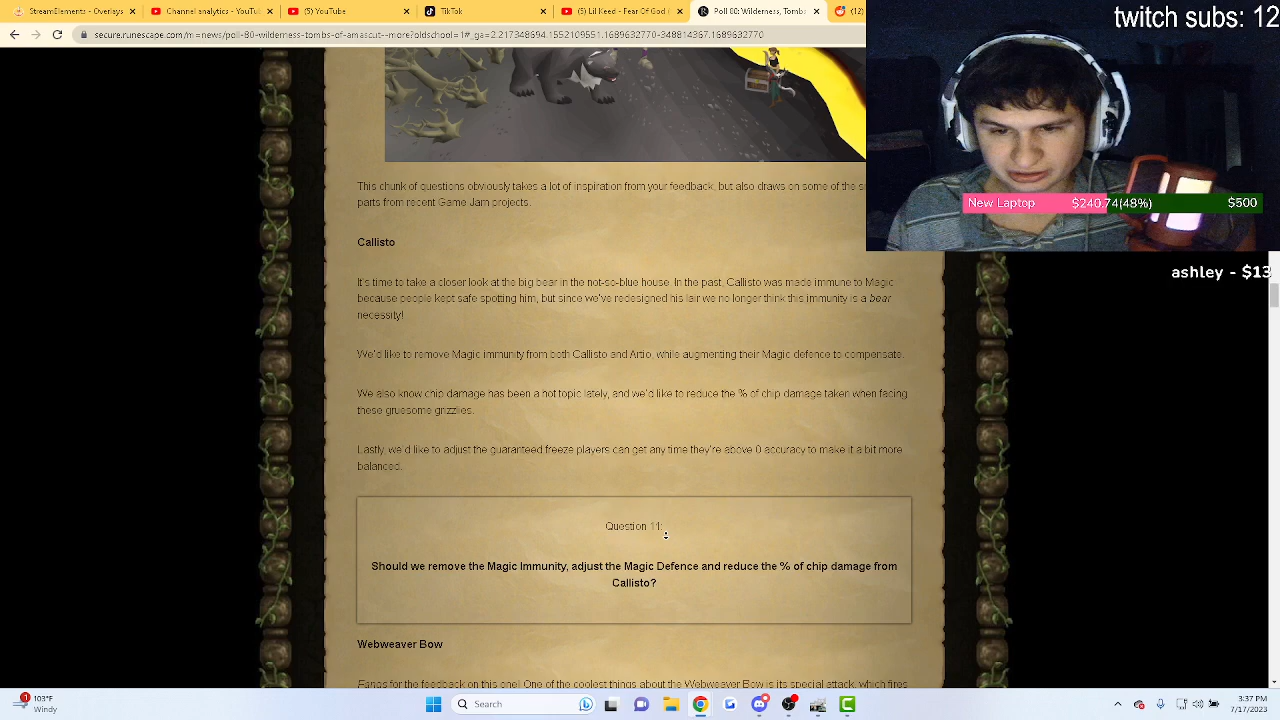 StreamElements - Overlays
Channel analytics - YouTube
(5) YouTube
TikTok
(5) Lil Keed - Fear Of God
Poll 80: Wilderness, Tombs
(12)
secure.runescape.com/m=news/poll-80-wilderness-tombs-of-amascut--more?oldschool=1#_ga=2.217348694.1552109551.1689632770-348914367.1689632770
twitch subs: 12
New Laptop $240.74(48%) $500
ashley - $13
This chunk of questions obviously takes a lot of inspiration from your feedback, but also draws on some of the
parts from recent Game Jam projects.
Callisto
It's time to take a closer look at the big bear in the not-so-blue house. In the past, Callisto was made immune to Magic
because people kept safe spotting him, but since we've redesigned his lair we no longer think this immunity is a bear
necessity!
We'd like to remove Magic immunity from both Callisto and Artio, while augmenting their Magic defence to compensate.
We also know chip damage has been a hot topic lately, and we'd like to reduce the % of chip damage taken when facing
these gruesome grizzlies.
Lastly, we'd like to adjust the guaranteed freeze players can get any time they're above 0 accuracy to make it a bit more
balanced.
Question 11:
Should we remove the Magic Immunity, adjust the Magic Defence and reduce the % of chip damage from
Callisto?
Webweaver Bow
Fangs for the feedback on this one! One of the coolest things about the Webweaver Bow is its special attack, which fires
1
103°F
Windy
Search
3:37 PM
7/17/2023